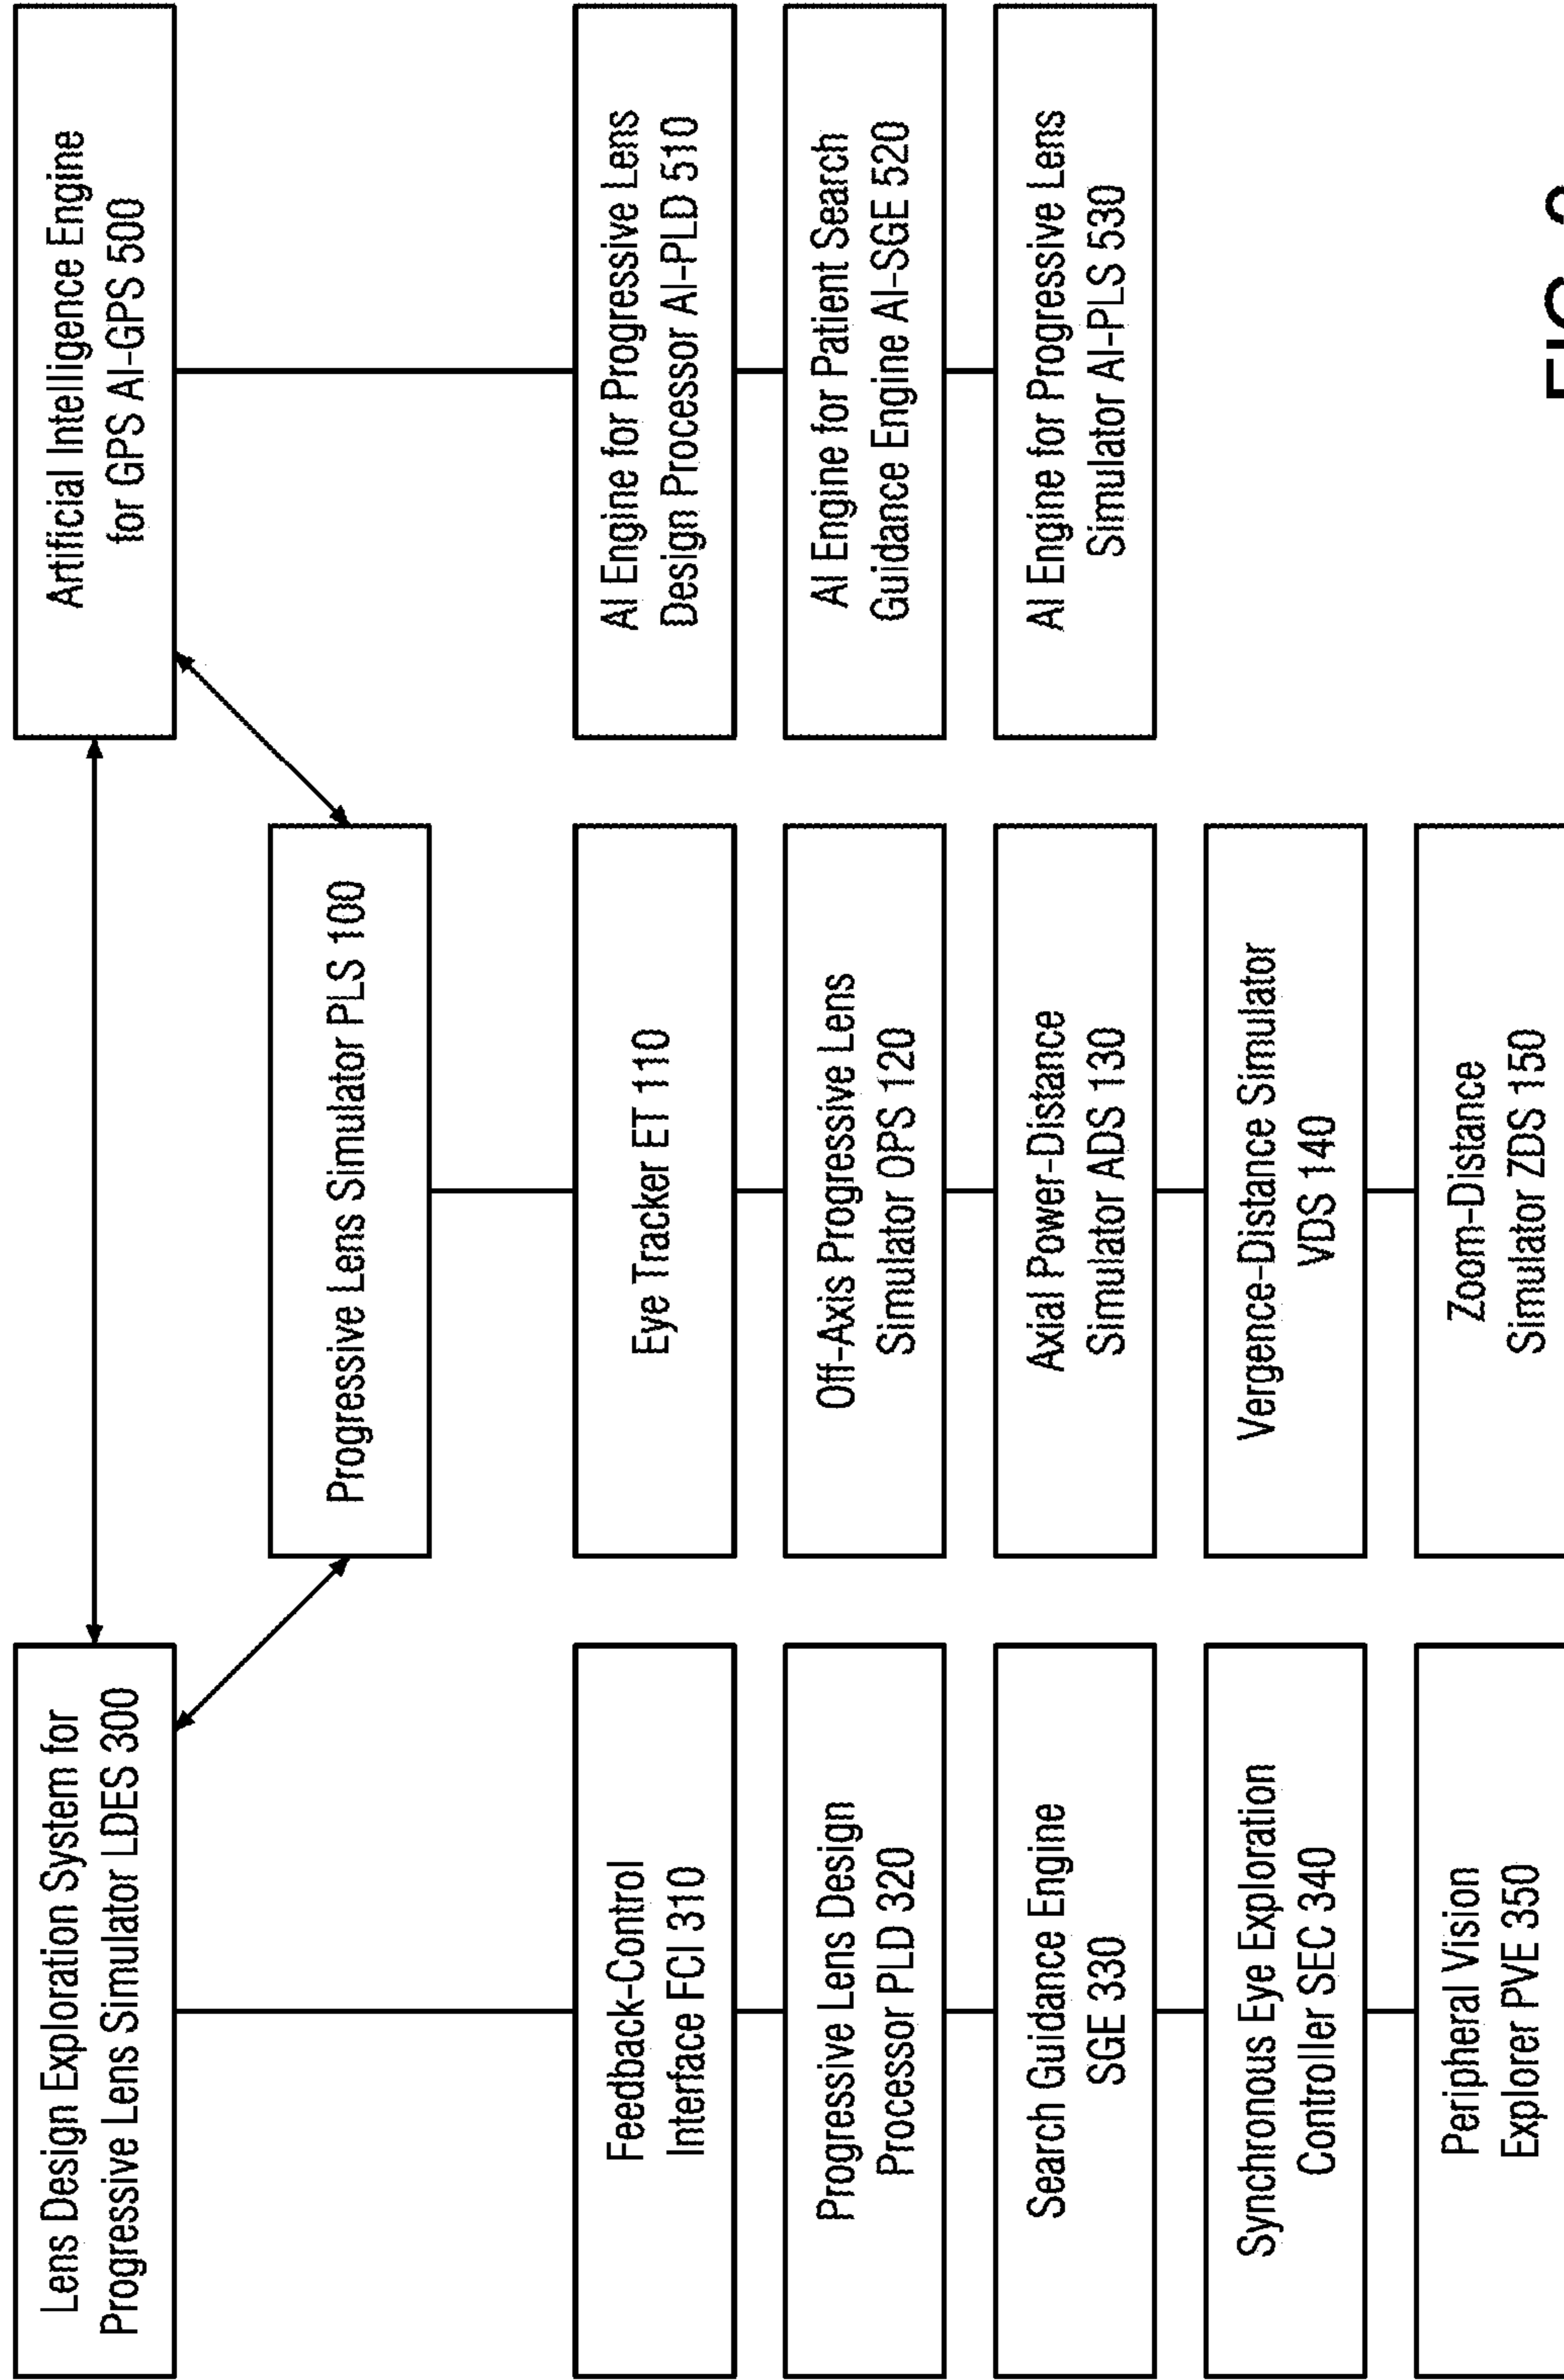 Lens Design Exploration System for
Progressive Lens Simulator LDES 300
Feedback-Control
Interface FCI 310
Progressive Lens Design
Processor PLD 320
Search Guidance Engine
SGE 330
Synchronous Eye Exploration
Controller SEC 340
Peripheral Vision
Explorer PVE 350
Progressive Lens Simulator PLS 100
Eye Tracker ET 110
Off-Axis Progressive Lens
Simulator OPS 120
Axial Power-Distance
Simulator ADS 130
Vergence-Distance Simulator
VDS 140
Zoom-Distance
Simulator ZDS 150
Artificial Intelligence Engine
for GPS AI-GPS 500
AI Engine for Progressive Lens
Design Processor AI-PLD 510
AI Engine for Patient Search
Guidance Engine AI-SGE 520
AI Engine for Progressive Lens
Simulator AI-PLS 530